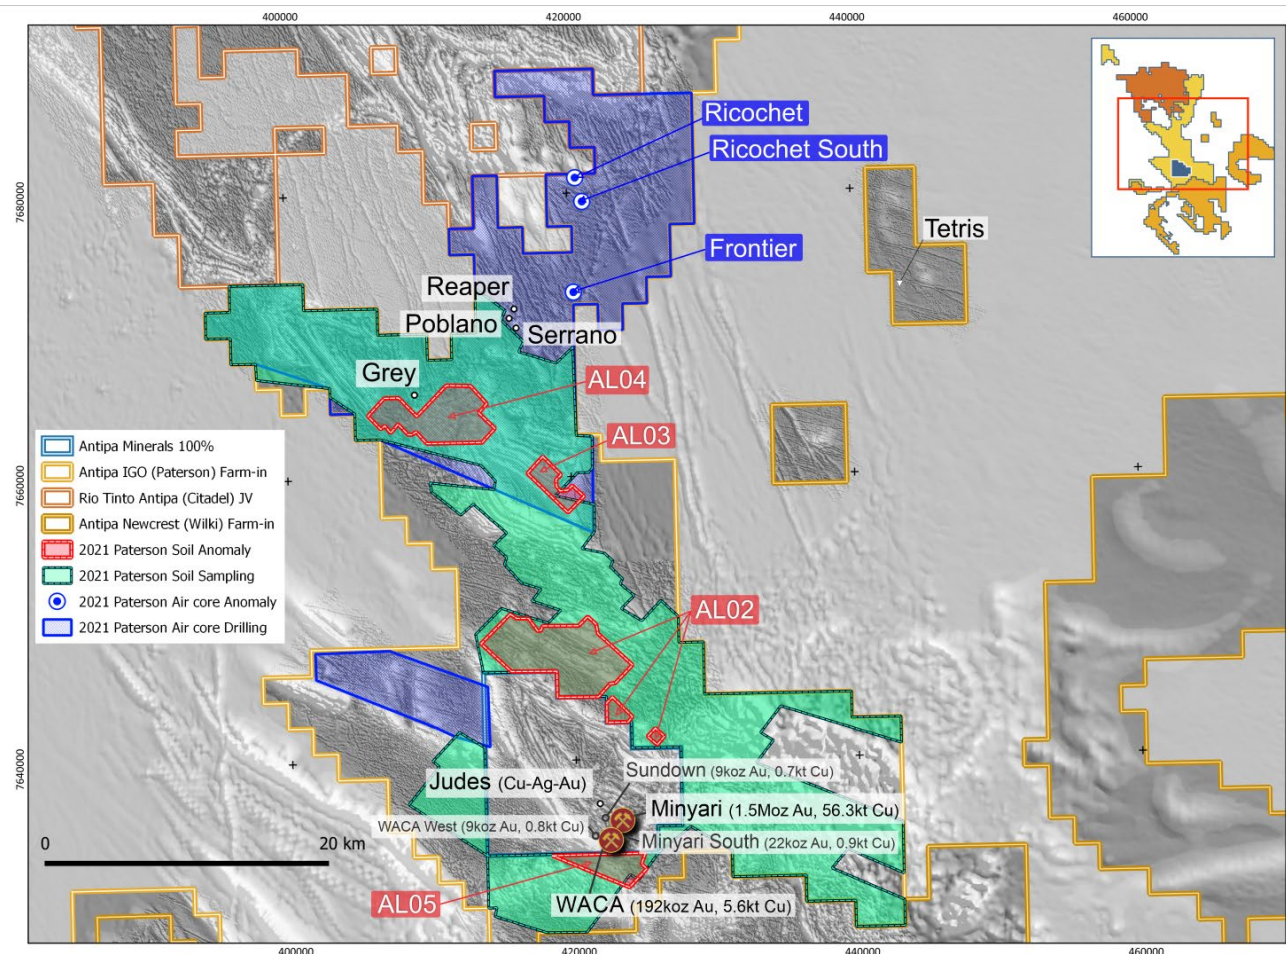 400000
420000
440000
460000
Ricochet
Ricochet South
7680000
Tetris
Frontier
Reaper
Poblano
Serrano
Grey
AL04
AL03
Antipa Minerals 100%
Antipa IGO (Paterson) Farm-in
Rio Tinto Antipa (Citadel) JV
Antipa Newcrest (Wilki) Farm-in
2021 Paterson Soil Anomaly
2021 Paterson Soil Sampling
2021 Paterson Air core Anomaly
2021 Paterson Air core Drilling
7660000
AL02
7640000
Sundown (9koz Au, 0.7kt Cu)
Judes (Cu-Ag-Au)
Minyari (1.5Moz Au, 56.3kt Cu)
WACA West (9koz Au, 0.8kt Cu)
Minyari South (22koz Au, 0.9kt Cu)
0
20 km
AL05
WACA (192koz Au, 5.6kt Cu)
400000
420000
440000
460000